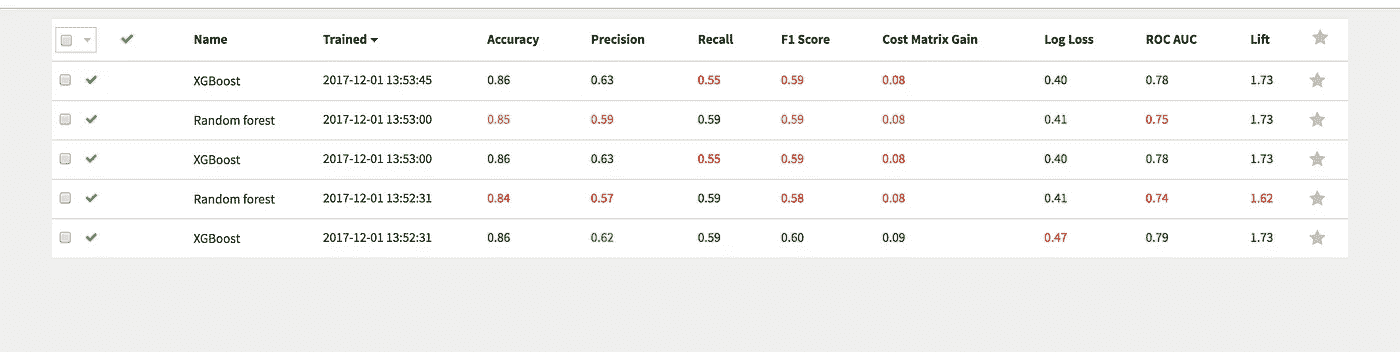 Name Trained Accuracy Precision Recall F1 Score Cost Matrix Gain Log Loss ROC AUC Lift
XGBoost 2017-12-01 13:53:45 0.86 0.63 0.55 0.59 0.08 0.40 0.78 1.73
Random forest 2017-12-01 13:53:00 0.85 0.59 0.59 0.59 0.08 0.41 0.75 1.73
XGBoost 2017-12-01 13:53:00 0.86 0.63 0.55 0.59 0.08 0.40 0.78 1.73
Random forest 2017-12-01 13:52:31 0.84 0.57 0.59 0.58 0.08 0.41 0.74 1.62
XGBoost 2017-12-01 13:52:31 0.86 0.62 0.59 0.60 0.09 0.47 0.79 1.73